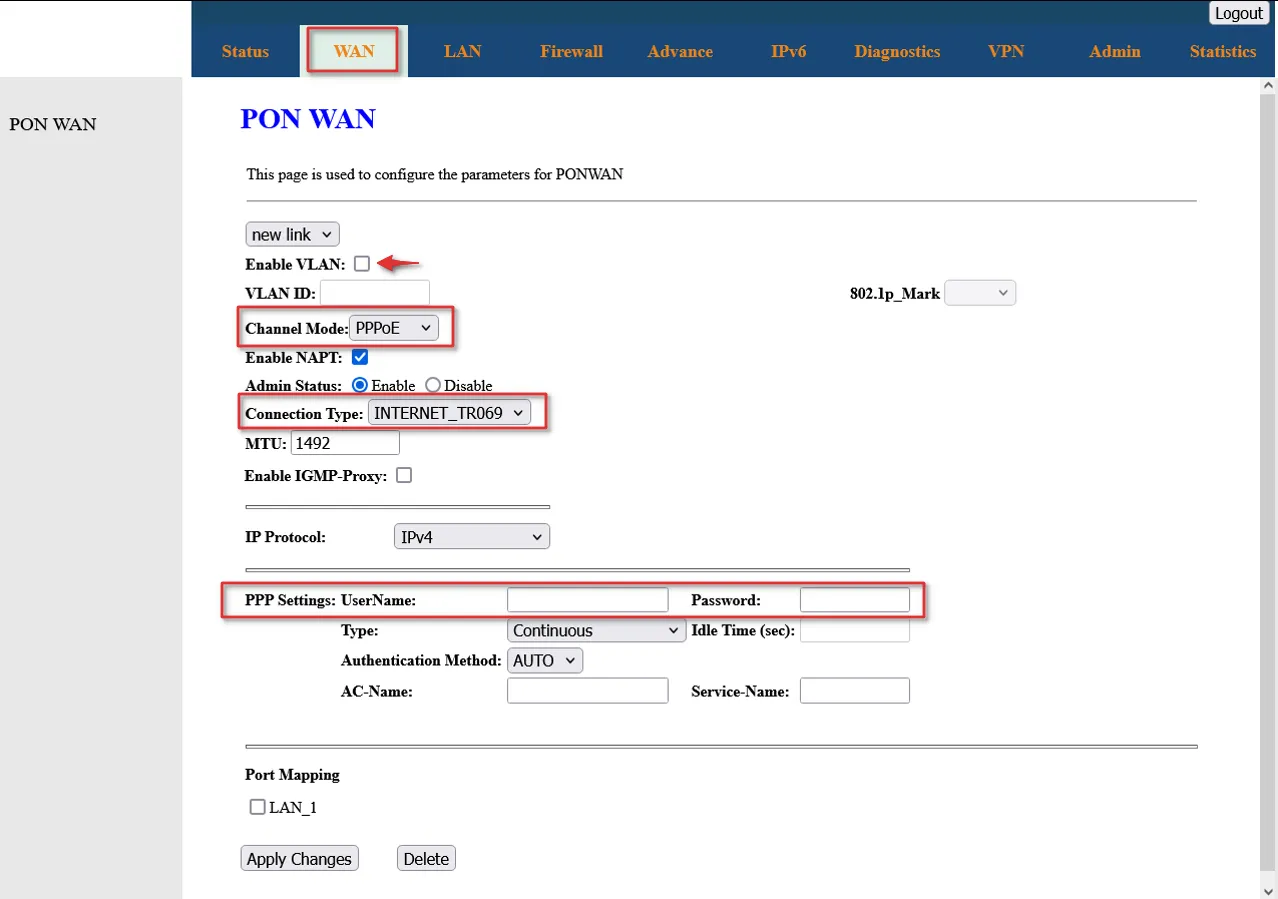 Logout
Status WAN LAN Firewall Advance IPv6 Diagnostics VPN Admin Statistics
PON WAN
PON WAN
This page is used to configure the parameters for PONWAN
new link
Enable VLAN:
VLAN ID: 802.1p_Mark
Channel Mode: PPPoE
Enable NAPT:
Admin Status: Enable Disable
Connection Type: INTERNET_TR069
MTU: 1492
Enable IGMP-Proxy:
IP Protocol: IPv4
PPP Settings: UserName: Password:
Type: Continuous Idle Time (sec):
Authentication Method: AUTO
AC-Name: Service-Name:
Port Mapping
LAN_1
Apply Changes Delete